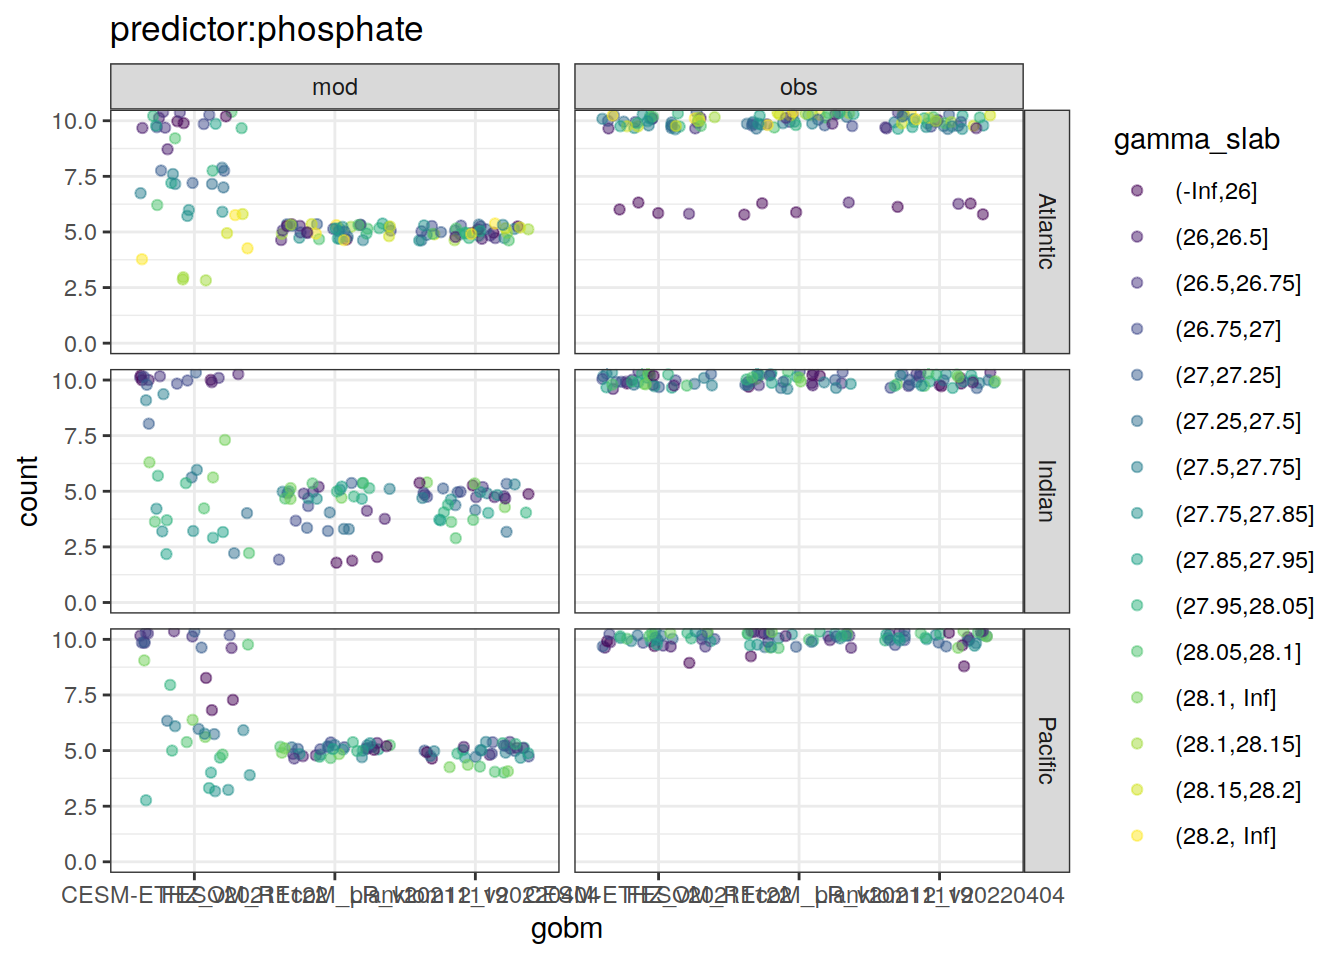 predictor:phosphate
mod
obs
10.0
7.5
5.0
2.5
0.0
Atlantic
10.0
7.5
5.0
2.5
0.0
Indian
10.0
7.5
5.0
2.5
0.0
Pacific
count
gobm
gamma_slab
(-Inf,26]
(26,26.5]
(26.5,26.75]
(26.75,27]
(27,27.25]
(27.25,27.5]
(27.5,27.75]
(27.75,27.85]
(27.85,27.95]
(27.95,28.05]
(28.05,28.1]
(28.1, Inf]
(28.1,28.15]
(28.15,28.2]
(28.2, Inf]